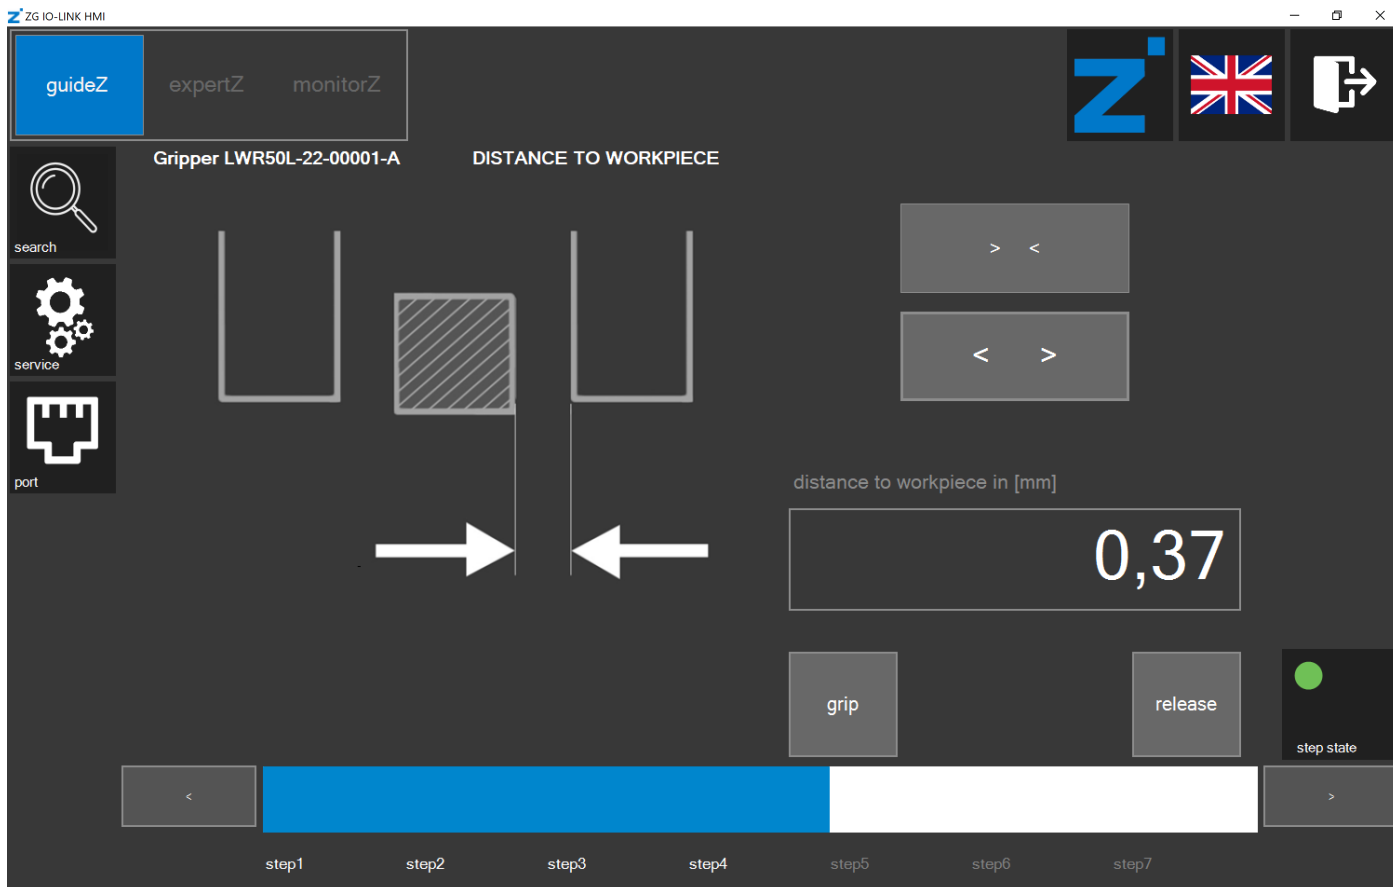 ZG IO-LINK HMI
guideZ expertZ monitorZ
Gripper LWR50L-22-00001-A DISTANCE TO WORKPIECE
search
service
port
> <
< >
distance to workpiece in [mm]
0,37
grip release
step state
< >
step1 step2 step3 step4 step5 step6 step7